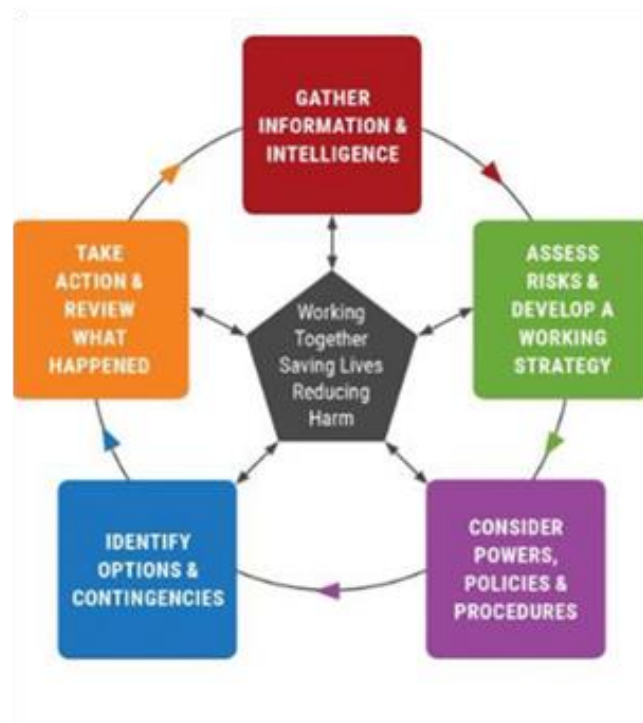 GATHER
INFORMATION &
INTELLIGENCE
ASSESS
RISKS &
DEVELOP A
WORKING
STRATEGY
CONSIDER
POWERS,
POLICIES &
PROCEDURES
IDENTIFY
OPTIONS &
CONTINGENCIES
TAKE
ACTION &
REVIEW
WHAT
HAPPENED
Working
Together
Saving Lives
Reducing
Harm